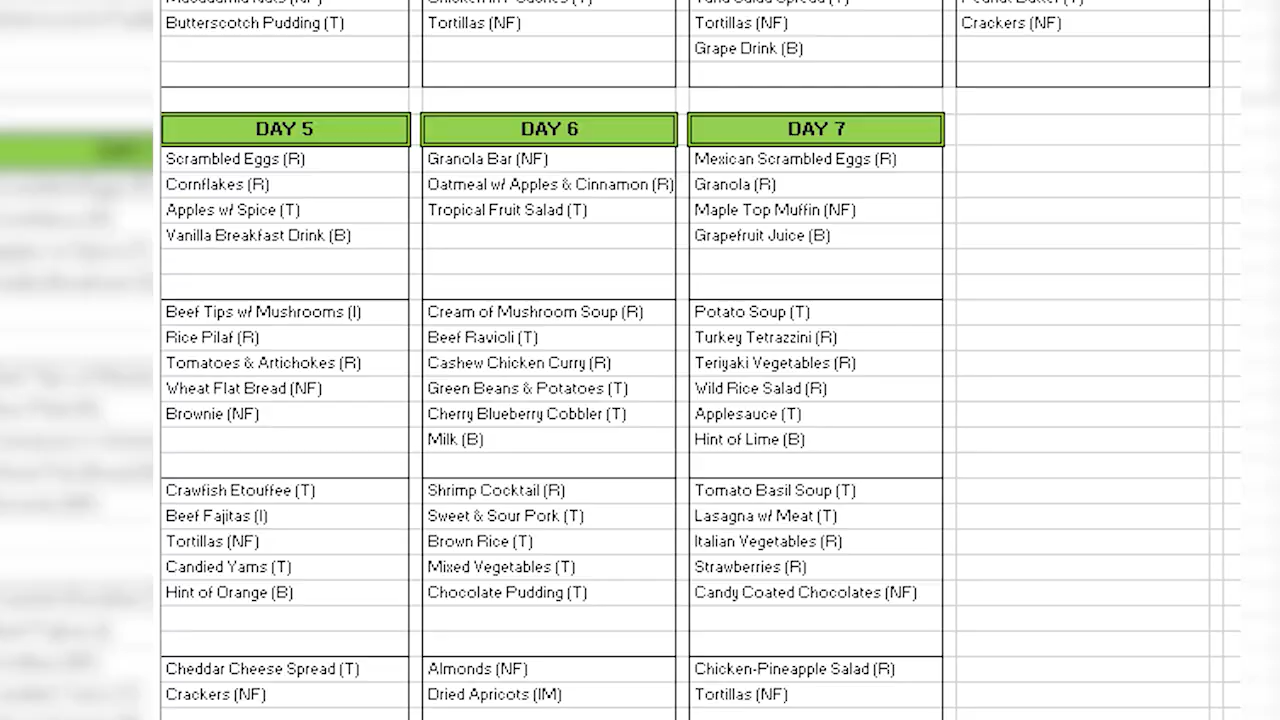 Butterscotch Pudding (T)
Tortillas (NF)
Tortillas (NF)
Grape Drink (B)
Crackers (NF)
DAY 5
Scrambled Eggs (R)
Cornflakes (R)
Apples w/ Spice (T)
Vanilla Breakfast Drink (B)
Beef Tips w/ Mushrooms (I)
Rice Pilaf (R)
Tomatoes & Artichokes (R)
Wheat Flat Bread (NF)
Brownie (NF)
Crawfish Etouffee (T)
Beef Fajitas (I)
Tortillas (NF)
Candied Yams (T)
Hint of Orange (B)
Cheddar Cheese Spread (T)
Crackers (NF)
DAY 6
Granola Bar (NF)
Oatmeal w/ Apples & Cinnamon (R)
Tropical Fruit Salad (T)
Cream of Mushroom Soup (R)
Beef Ravioli (T)
Cashew Chicken Curry (R)
Green Beans & Potatoes (T)
Cherry Blueberry Cobbler (T)
Milk (B)
Shrimp Cocktail (R)
Sweet & Sour Pork (T)
Brown Rice (T)
Mixed Vegetables (T)
Chocolate Pudding (T)
Almonds (NF)
Dried Apricots (IM)
DAY 7
Mexican Scrambled Eggs (R)
Granola (R)
Maple Top Muffin (NF)
Grapefruit Juice (B)
Potato Soup (T)
Turkey Tetrazzini (R)
Teriyaki Vegetables (R)
Wild Rice Salad (R)
Applesauce (T)
Hint of Lime (B)
Tomato Basil Soup (T)
Lasagna w/ Meat (T)
Italian Vegetables (R)
Strawberries (R)
Candy Coated Chocolates (NF)
Chicken-Pineapple Salad (R)
Tortillas (NF)